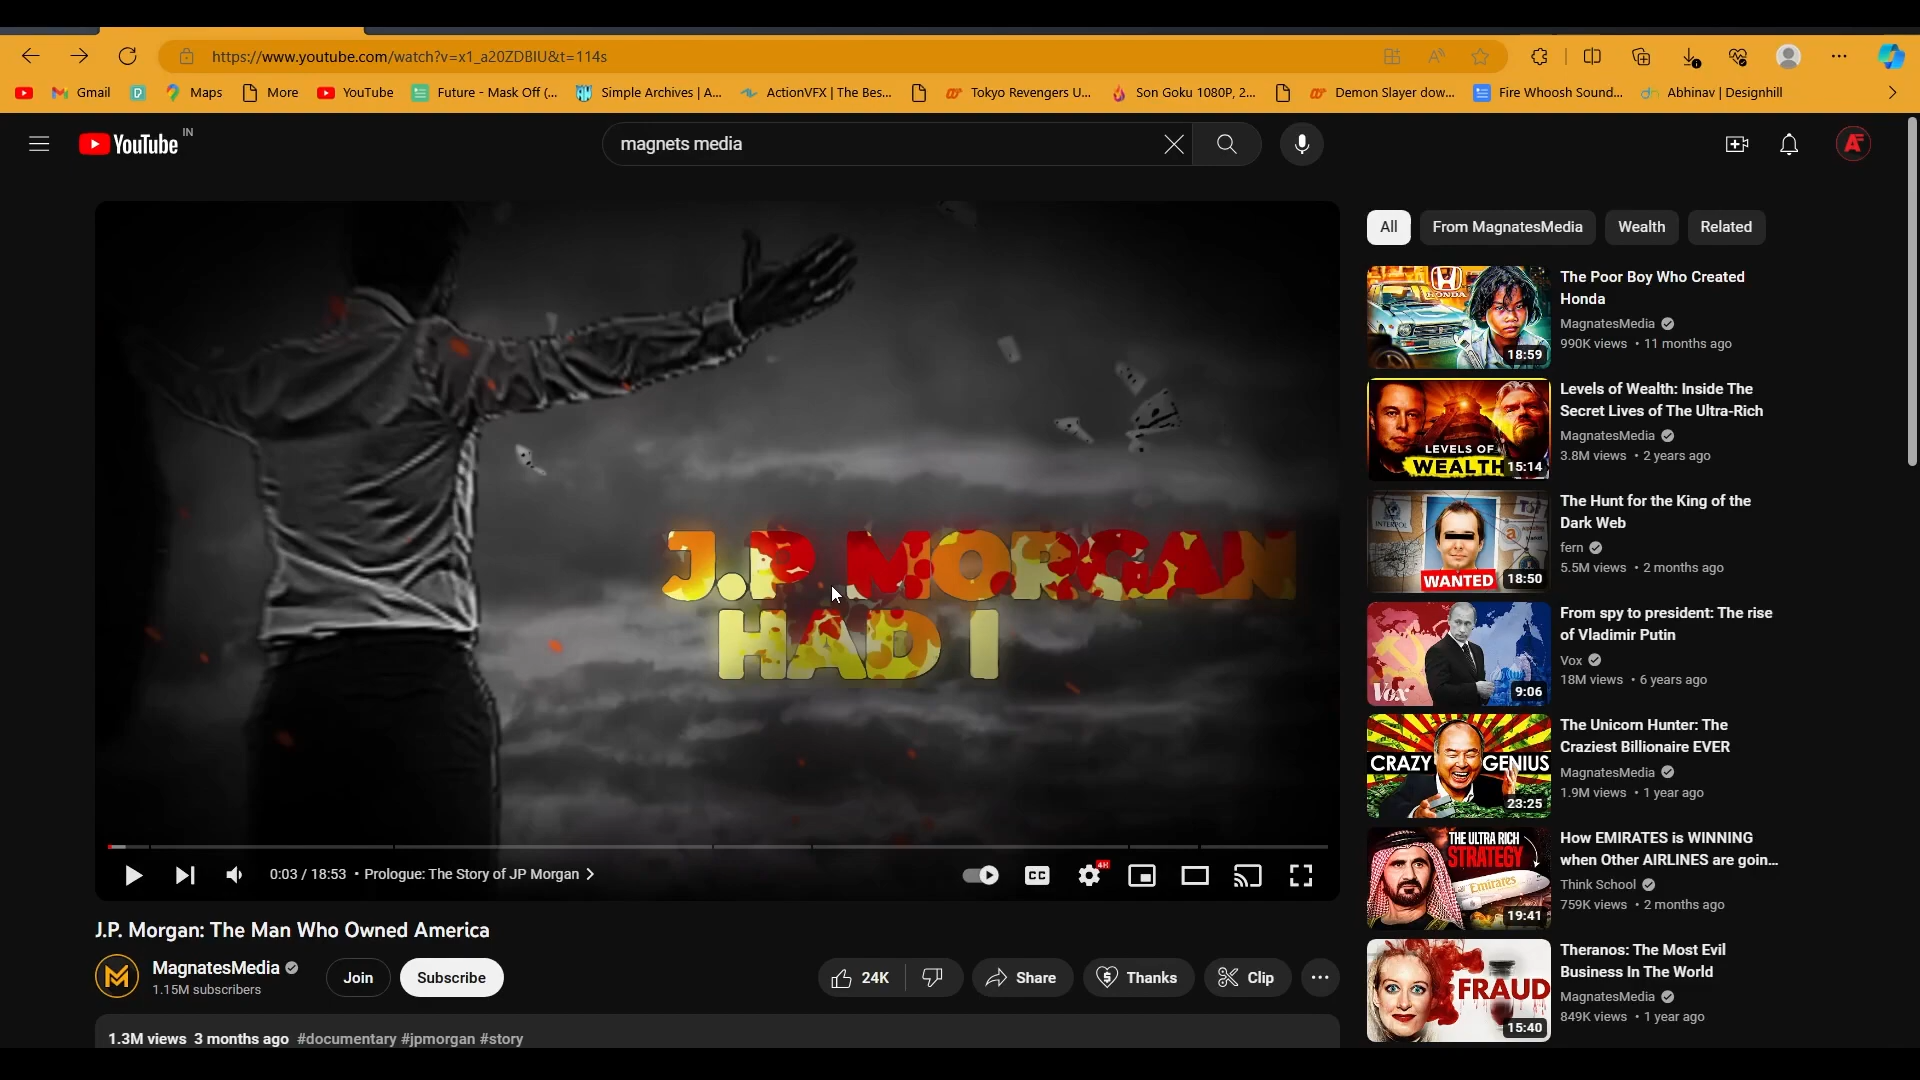 https://www.youtube.com/watch?v=x1_a20ZDBIU&t=114s
Gmail
Maps
More
YouTube
Future - Mask Off (...
Simple Archives | A...
ActionVFX | The Bes...
Tokyo Revengers U...
Son Goku 1080P, 2...
Demon Slayer dow...
Fire Whoosh Sound...
Abhinav | Designhill
YouTube IN
magnets media
J.P. MORGAN
HAD I
0:03 / 18:53 • Prologue: The Story of JP Morgan
CC
J.P. Morgan: The Man Who Owned America
MagnatesMedia
1.15M subscribers
Join
Subscribe
24K
Share
Thanks
Clip
1.3M views 3 months ago #documentary #jpmorgan #story
All
From MagnatesMedia
Wealth
Related
HONDA
18:59
The Poor Boy Who Created
Honda
MagnatesMedia
990K views • 11 months ago
LEVELS OF
WEALTH
15:14
Levels of Wealth: Inside The
Secret Lives of The Ultra-Rich
MagnatesMedia
3.8M views • 2 years ago
INTERPOL
WANTED
18:50
The Hunt for the King of the
Dark Web
fern
5.5M views • 2 months ago
Vox
9:06
From spy to president: The rise
of Vladimir Putin
Vox
18M views • 6 years ago
CRAZY GENIUS
23:25
The Unicorn Hunter: The
Craziest Billionaire EVER
MagnatesMedia
1.9M views • 1 year ago
THE ULTRA RICH
STRATEGY
Emirates
19:41
How EMIRATES is WINNING
when Other AIRLINES are goin...
Think School
759K views • 2 months ago
FRAUD
15:40
Theranos: The Most Evil
Business In The World
MagnatesMedia
849K views • 1 year ago